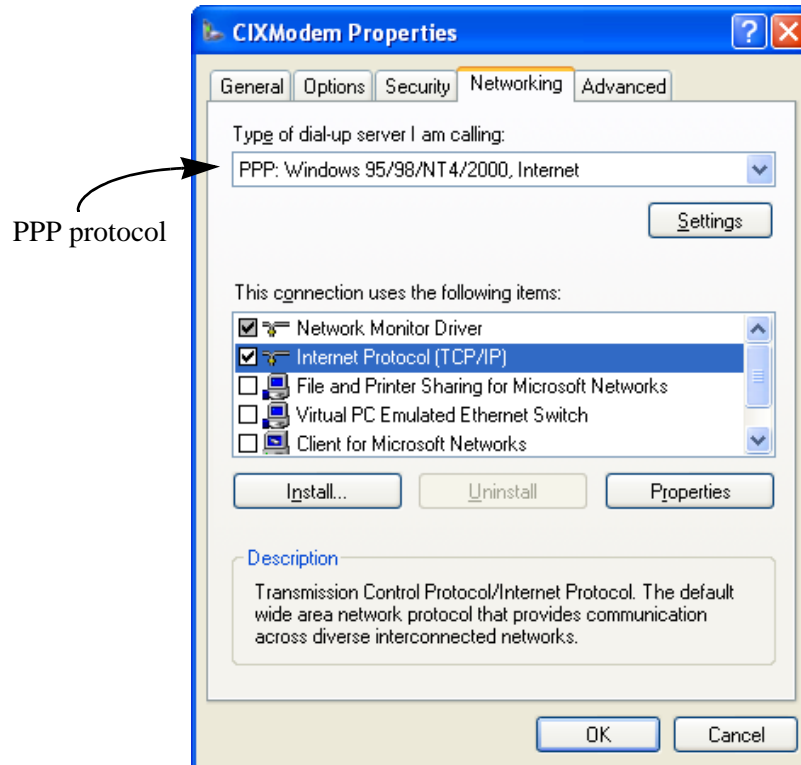 CIXModem Properties
General Options Security Networking Advanced
Type of dial-up server I am calling:
PPP: Windows 95/98/NT4/2000, Internet
PPP protocol
Settings
This connection uses the following items:
Network Monitor Driver
Internet Protocol (TCP/IP)
File and Printer Sharing for Microsoft Networks
Virtual PC Emulated Ethernet Switch
Client for Microsoft Networks
Install... Uninstall Properties
Description
Transmission Control Protocol/Internet Protocol. The default
wide area network protocol that provides communication
across diverse interconnected networks.
OK Cancel